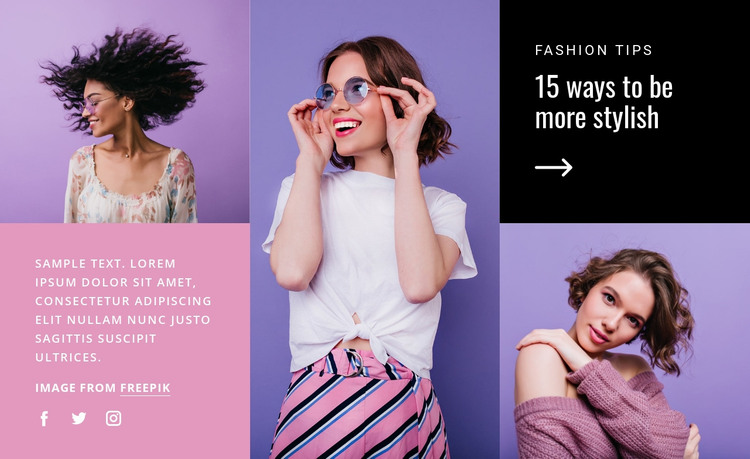 FASHION TIPS
15 ways to be
more stylish
SAMPLE TEXT. LOREM
IPSUM DOLOR SIT AMET,
CONSECTETUR ADIPISCING
ELIT NULLAM NUNC JUSTO
SAGITTIS SUSCIPIT
ULTRICES.
IMAGE FROM FREEPIK